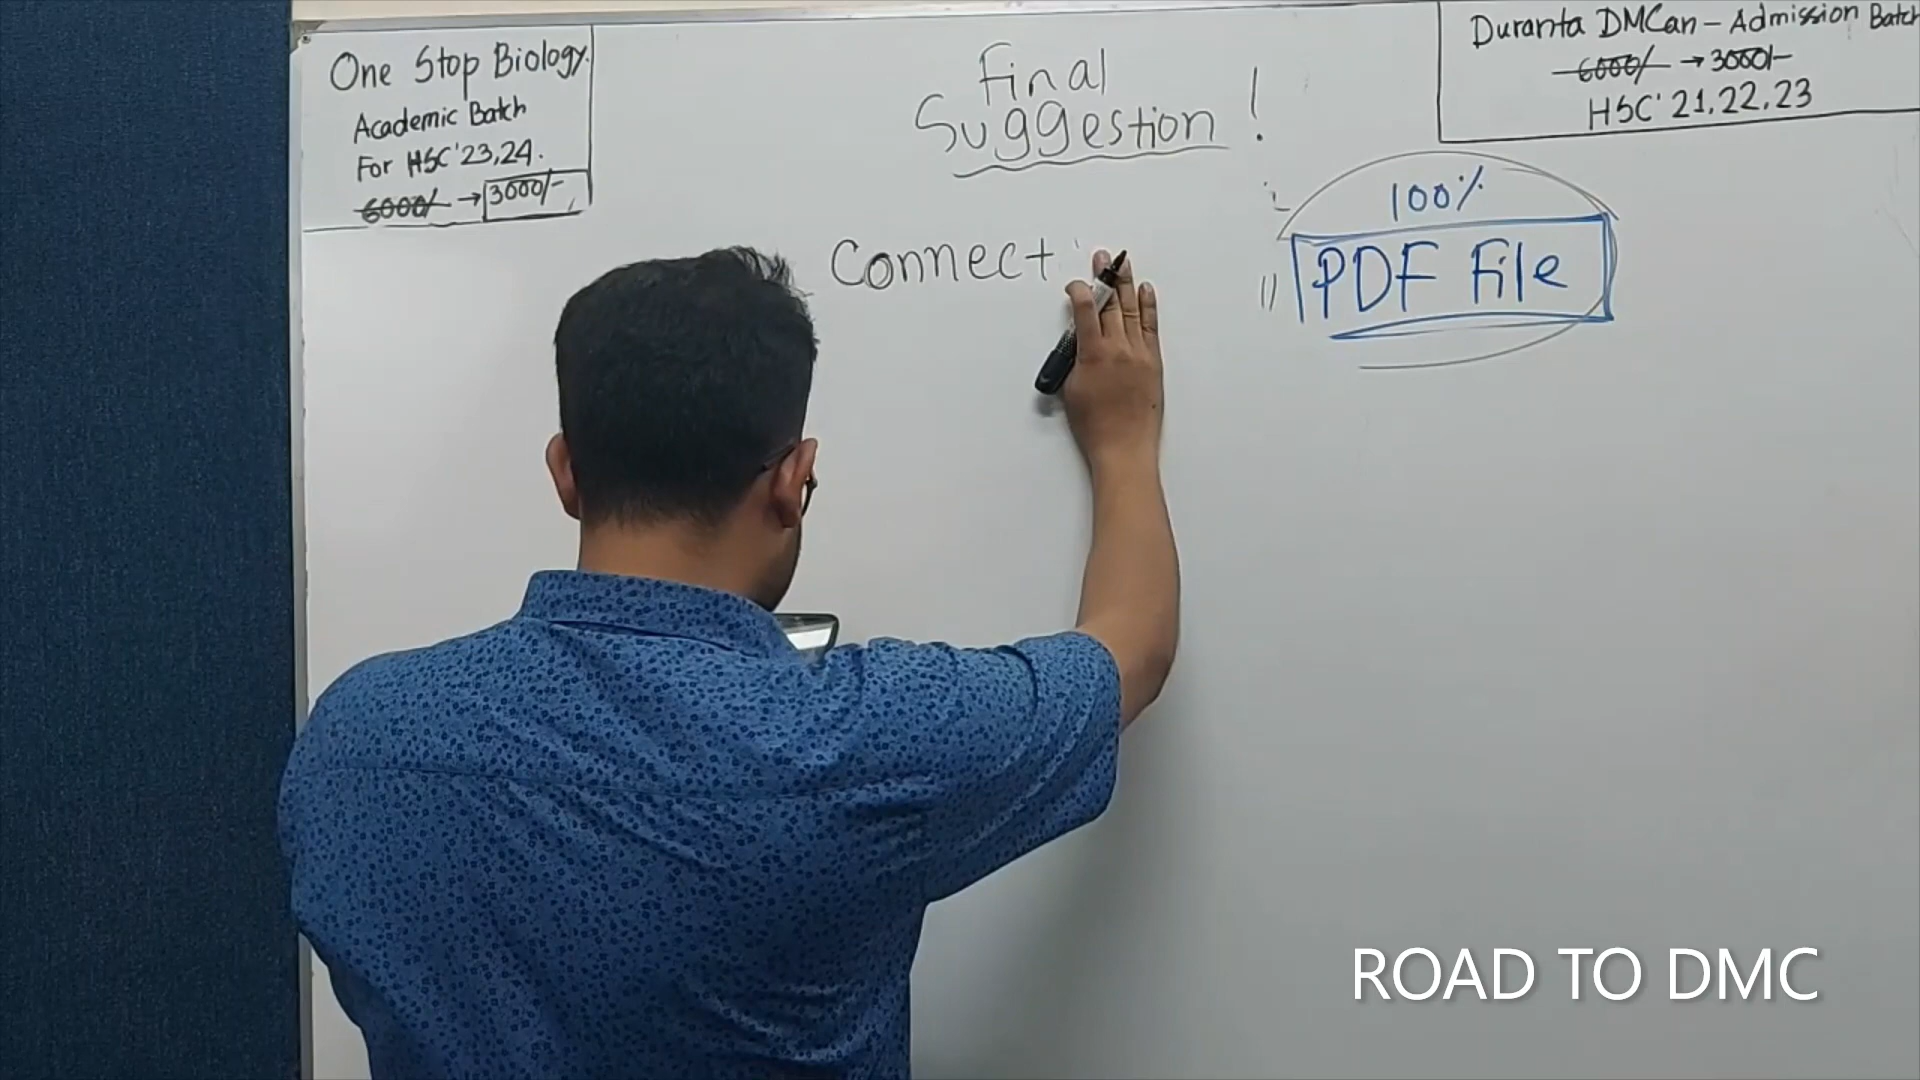 One Stop Biology.
Academic Batch
For HSC'23,24.
6000/- → 3000/-
Final
Suggestion !
Connect
Duranta DMCan - Admission Batch
6000/- → 3000/-
HSC'21,22,23
100%
PDF File
ROAD TO DMC